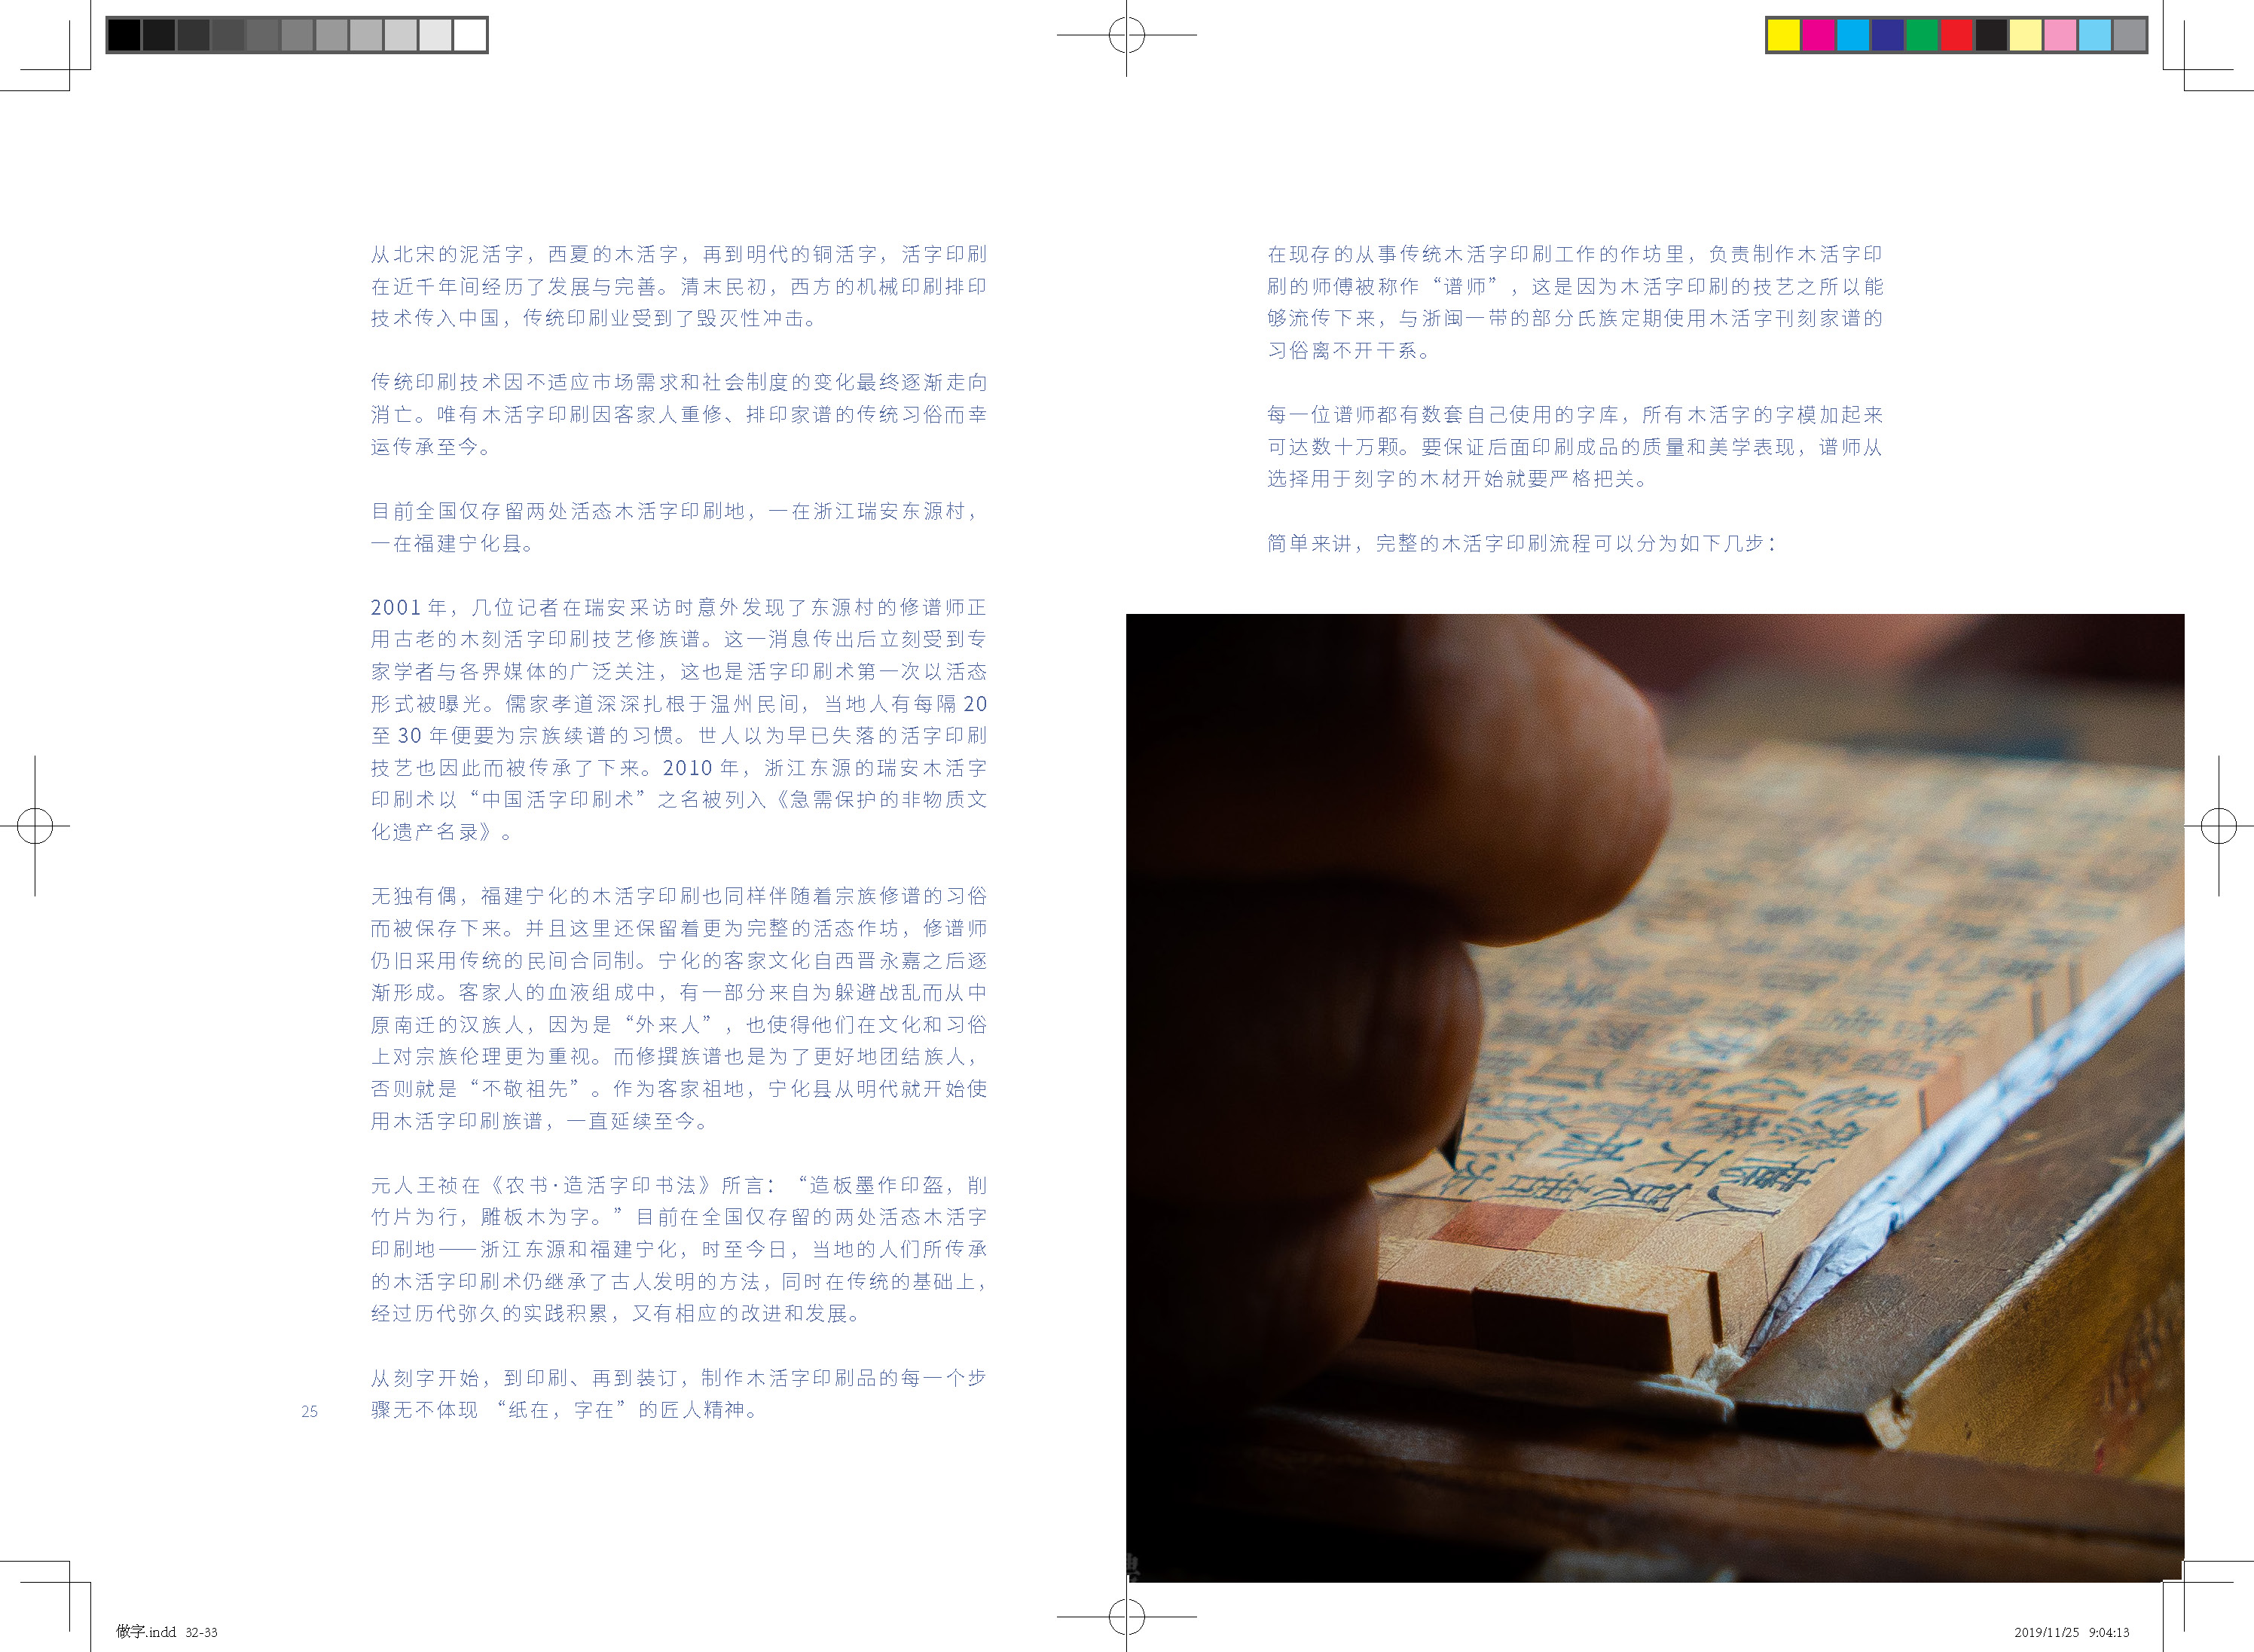 从北宋的泥活字，西夏的木活字，再到明代的铜活字，活字印刷
在近千年间经历了发展与完善。清末民初，西方的机械印刷排印
技术传入中国，传统印刷业受到了毁灭性冲击。
传统印刷技术因不适应市场需求和社会制度的变化最终逐渐走向
消亡。唯有木活字印刷因客家人重修、排印家谱的传统习俗而幸
运传承至今。
目前全国仅存留两处活态木活字印刷地，一在浙江瑞安东源村，
一在福建宁化县。
2001 年，几位记者在瑞安采访时意外发现了东源村的修谱师正
用古老的木刻活字印刷技艺修族谱。这一消息传出后立刻受到专
家学者与各界媒体的广泛关注，这也是活字印刷术第一次以活态
形式被曝光。儒家孝道深深扎根于温州民间，当地人有每隔 20
至 30 年便要为宗族续谱的习惯。世人以为早已失落的活字印刷
技艺也因此而被传承了下来。2010 年，浙江东源的瑞安木活字
印刷术以“中国活字印刷术”之名被列入《急需保护的非物质文
化遗产名录》。
无独有偶，福建宁化的木活字印刷也同样伴随着宗族修谱的习俗
而被保存下来。并且这里还保留着更为完整的活态作坊，修谱师
仍旧采用传统的民间合同制。宁化的客家文化自西晋永嘉之后逐
渐形成。客家人的血液组成中，有一部分来自为躲避战乱而从中
原南迁的汉族人，因为是“外来人”，也使得他们在文化和习俗
上对宗族伦理更为重视。而修撰族谱也是为了更好地团结族人，
否则就是“不敬祖先”。作为客家祖地，宁化县从明代就开始使
用木活字印刷族谱，一直延续至今。
元人王祯在《农书·造活字印书法》所言：“造板墨作印盔，削
竹片为行，雕板木为字。”目前在全国仅存留的两处活态木活字
印刷地——浙江东源和福建宁化，时至今日，当地的人们所传承
的木活字印刷术仍继承了古人发明的方法，同时在传统的基础上，
经过历代弥久的实践积累，又有相应的改进和发展。
从刻字开始，到印刷、再到装订，制作木活字印刷品的每一个步
骤无不体现 “纸在，字在”的匠人精神。
25
在现存的从事传统木活字印刷工作的作坊里，负责制作木活字印
刷的师傅被称作“谱师”，这是因为木活字印刷的技艺之所以能
够流传下来，与浙闽一带的部分氏族定期使用木活字刊刻家谱的
习俗离不开干系。
每一位谱师都有数套自己使用的字库，所有木活字的字模加起来
可达数十万颗。要保证后面印刷成品的质量和美学表现，谱师从
选择用于刻字的木材开始就要严格把关。
简单来讲，完整的木活字印刷流程可以分为如下几步：
做字.indd 32-33
2019/11/25 9:04:13